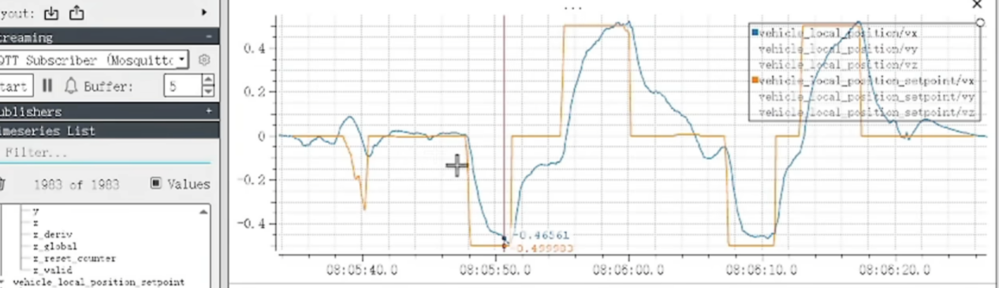 yout:
treaming
QTT Subscriber (Mosquitto
tart
Buffer:
5
ublishers
imeseries List
Filter...
1983 of 1983
Values
y
z
z_deriv
z_global
z_reset_counter
z_valid
vehicle_local_position_setpoint
...
0.4
0.2
0
-0.2
-0.4
-0.46561
-0.499983
vehicle_local_position/vx
vehicle_local_position/vy
vehicle_local_position/vz
vehicle_local_position_setpoint/vx
vehicle_local_position_setpoint/vy
vehicle_local_position_setpoint/vz
08:05:40.0
08:05:50.0
08:06:00.0
08:06:10.0
08:06:20.0